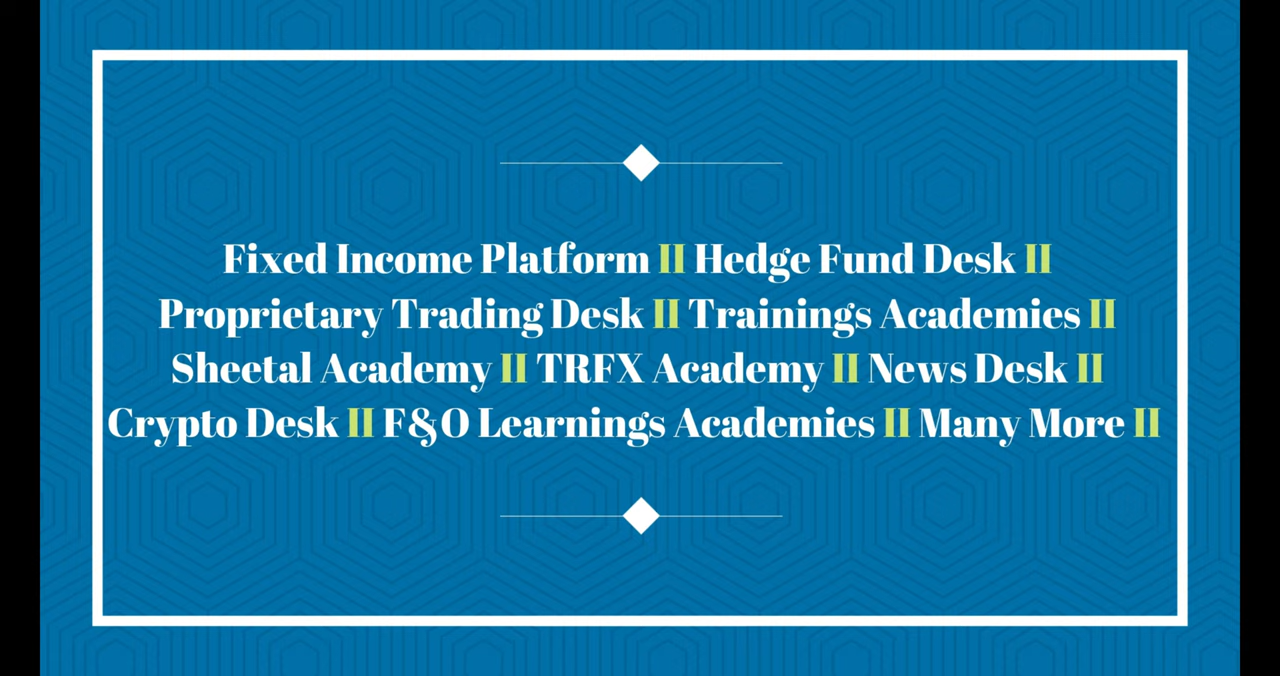 Fixed Income Platform II Hedge Fund Desk II
Proprietary Trading Desk II Trainings Academies II
Sheetal Academy II TRFX Academy II News Desk II
Crypto Desk II F&O Learnings Academies II Many More II